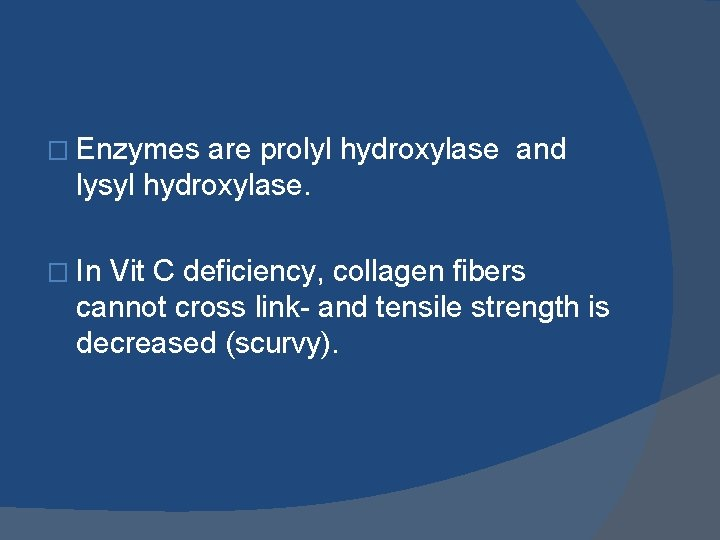 � Enzymes are prolyl hydroxylase and
lysyl hydroxylase.
� In Vit C deficiency, collagen fibers
cannot cross link- and tensile strength is
decreased (scurvy).